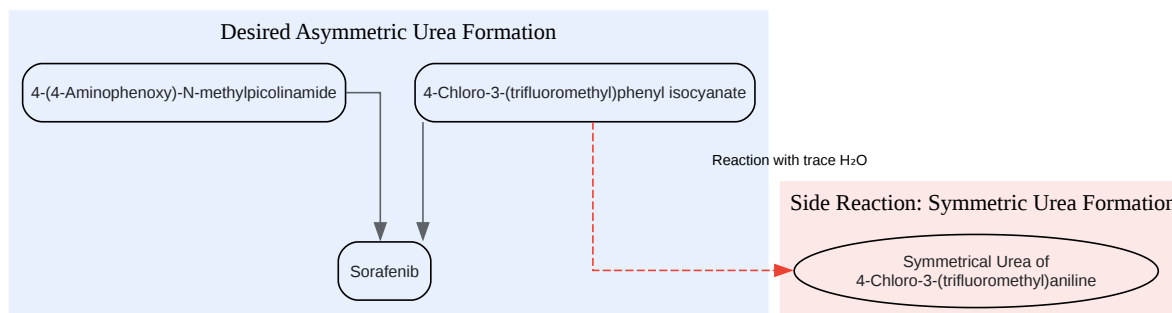 Desired Asymmetric Urea Formation
4-(4-Aminophenoxy)-N-methylpicolinamide
4-Chloro-3-(trifluoromethyl)phenyl isocyanate
Reaction with trace H₂O
Side Reaction: Symmetric Urea Formation
Sorafenib
Symmetrical Urea of
4-Chloro-3-(trifluoromethyl)aniline